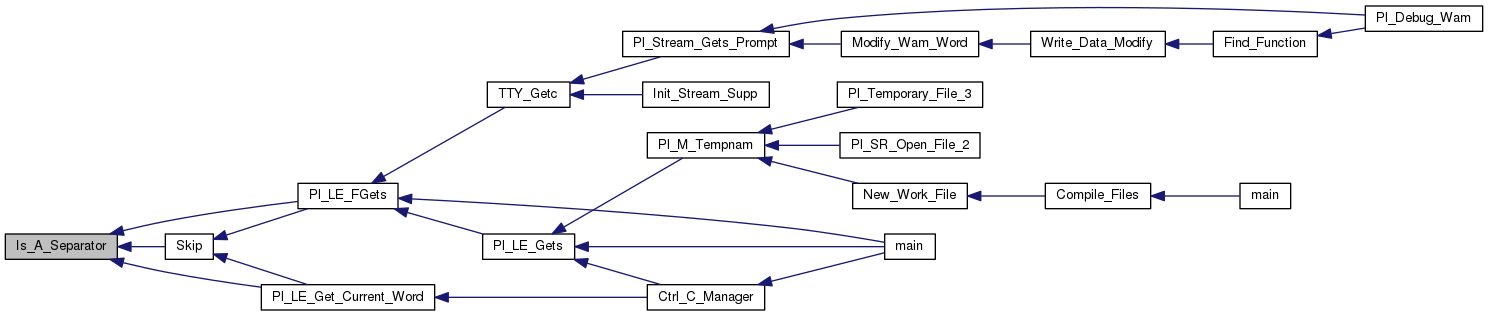 Pl_Debug_Wam
Pl_Stream_Gets_Prompt
Modify_Wam_Word
Write_Data_Modify
Find_Function
TTY_Getc
Init_Stream_Supp
Pl_Temporary_File_3
Pl_M_Tempnam
Pl_SR_Open_File_2
Pl_LE_FGets
New_Work_File
Compile_Files
main
Is_A_Separator
Skip
Pl_LE_Gets
main
Pl_LE_Get_Current_Word
Ctrl_C_Manager